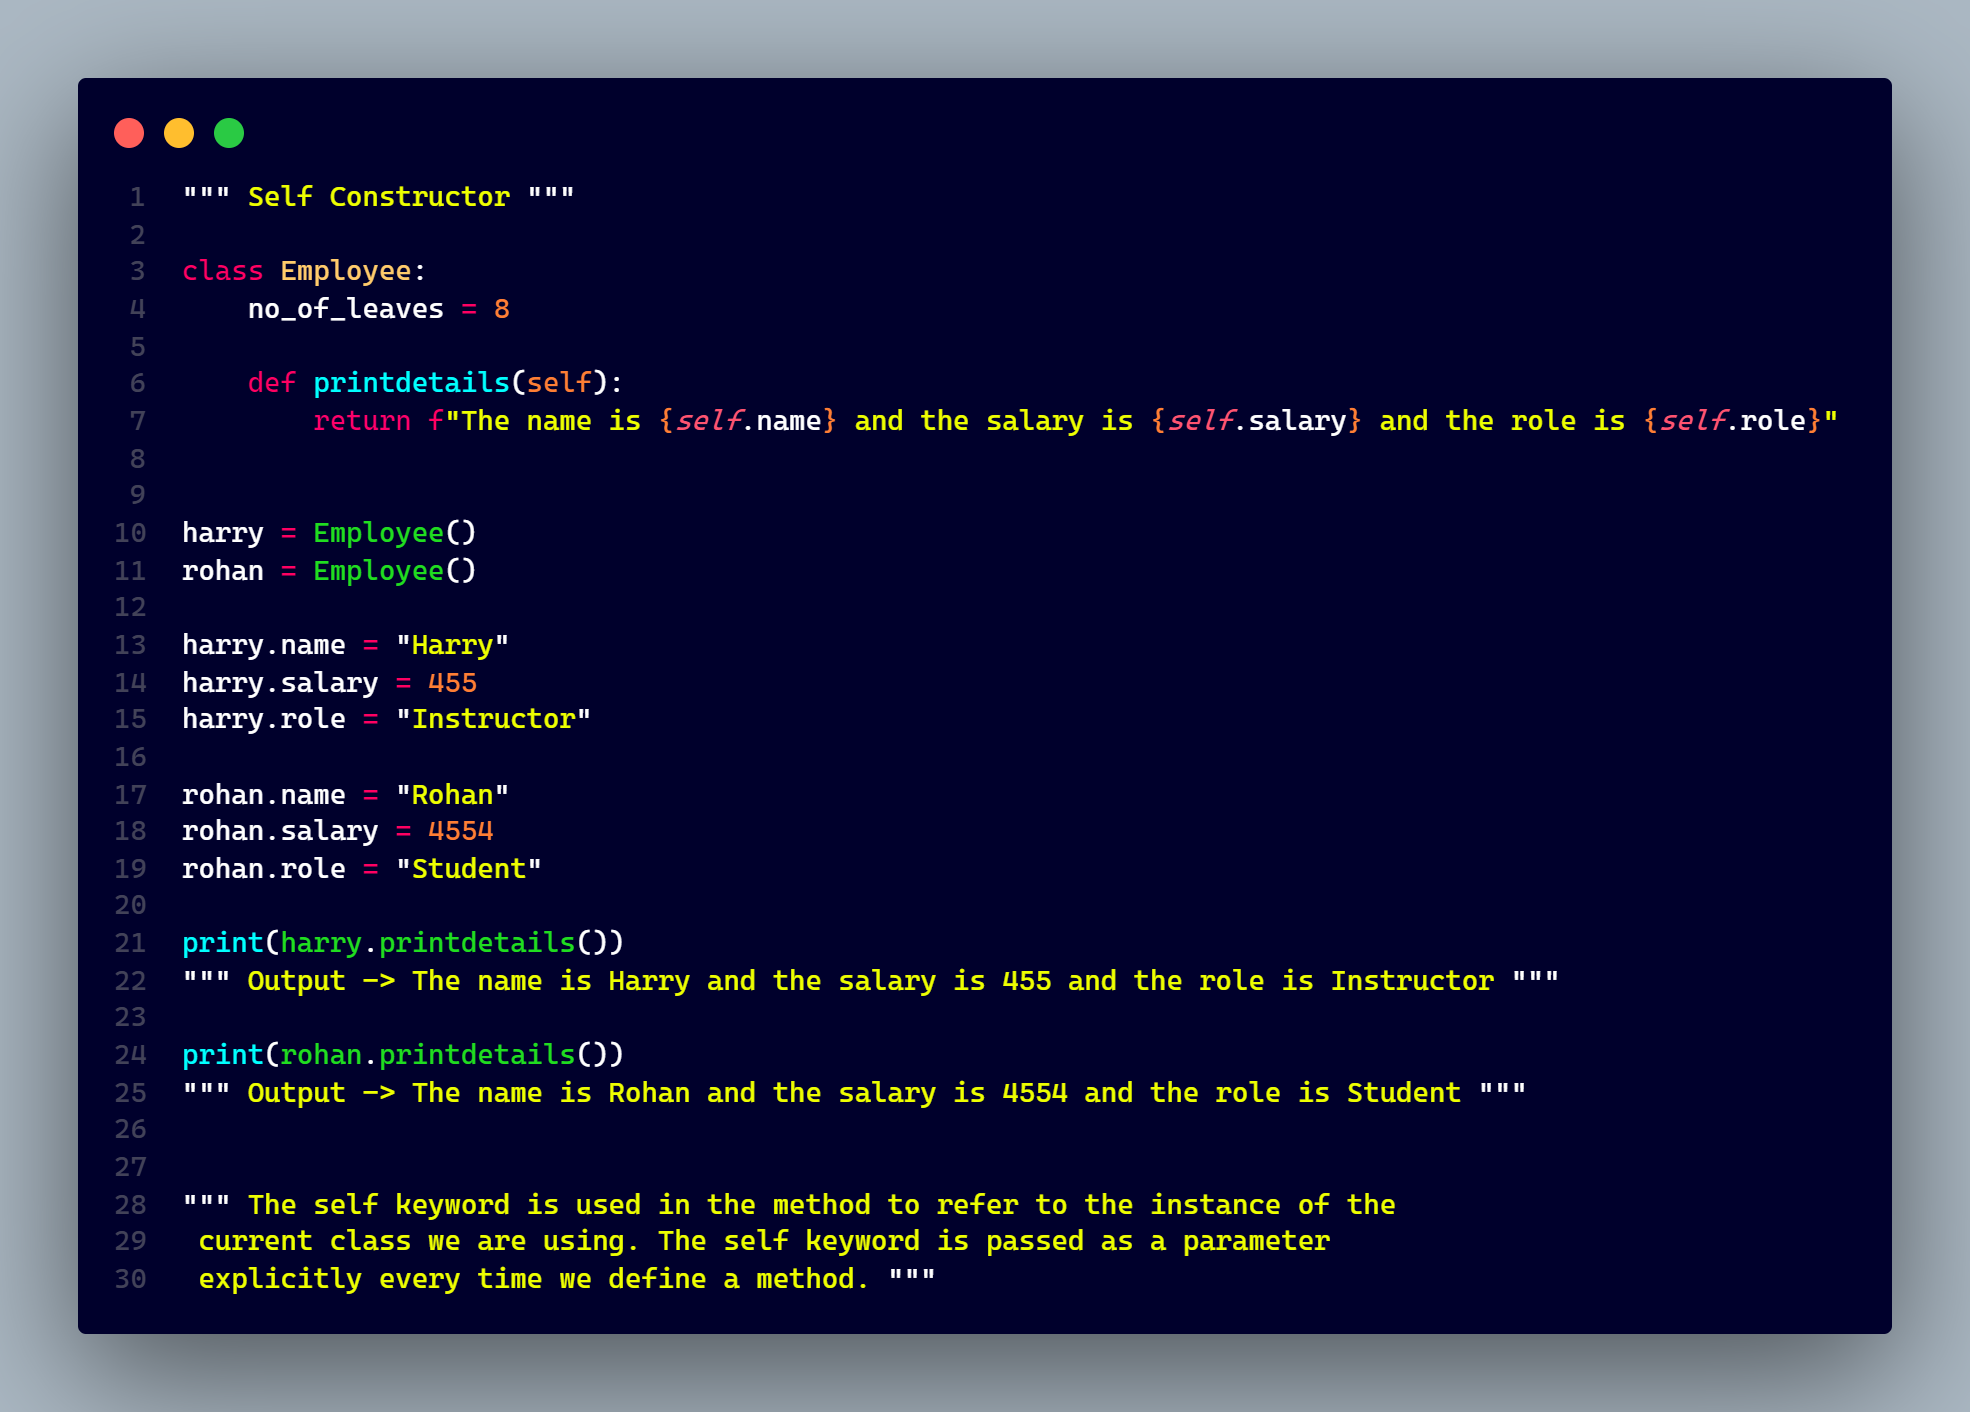 1 """ Self Constructor """
2
3 class Employee:
4     no_of_leaves = 8
5
6     def printdetails(self):
7         return f"The name is {self.name} and the salary is {self.salary} and the role is {self.role}"
8
9
10 harry = Employee()
11 rohan = Employee()
12
13 harry.name = "Harry"
14 harry.salary = 455
15 harry.role = "Instructor"
16
17 rohan.name = "Rohan"
18 rohan.salary = 4554
19 rohan.role = "Student"
20
21 print(harry.printdetails())
22 """ Output -> The name is Harry and the salary is 455 and the role is Instructor """
23
24 print(rohan.printdetails())
25 """ Output -> The name is Rohan and the salary is 4554 and the role is Student """
26
27
28 """ The self keyword is used in the method to refer to the instance of the
29  current class we are using. The self keyword is passed as a parameter
30  explicitly every time we define a method. """